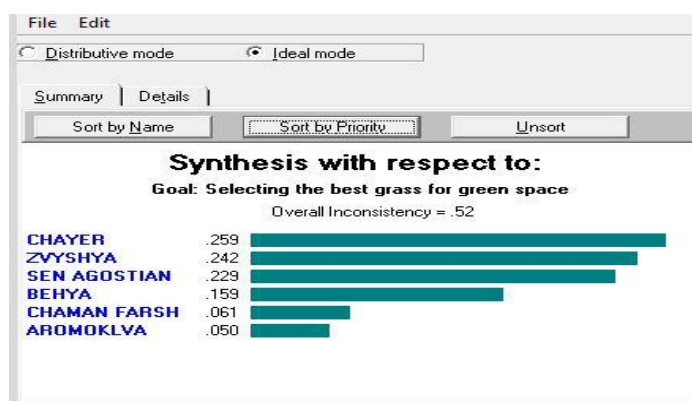 File Edit
Distributive mode Ideal mode
Summary Details
Sort by Name Sort by Priority Unsort
Synthesis with respect to:
Goal: Selecting the best grass for green space
Overall Inconsistency = .52
CHAYER .259
ZVYSHYA .242
SEN AGOSTIAN .229
BEHYA .159
CHAMAN FARSH .061
AROMOKLVA .050